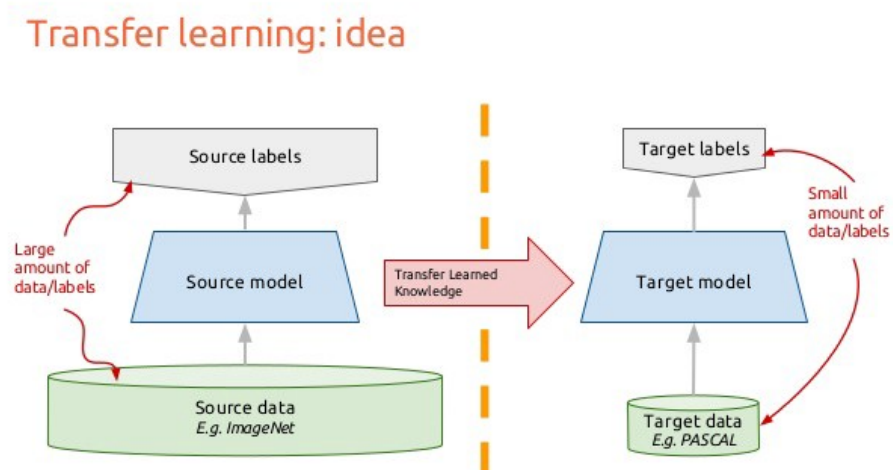 Transfer learning: idea
Source labels
Large
amount of
data/labels
Source model
Source data
E.g. ImageNet
Transfer Learned
Knowledge
Target labels
Small
amount of
data/labels
Target model
Target data
E.g. PASCAL